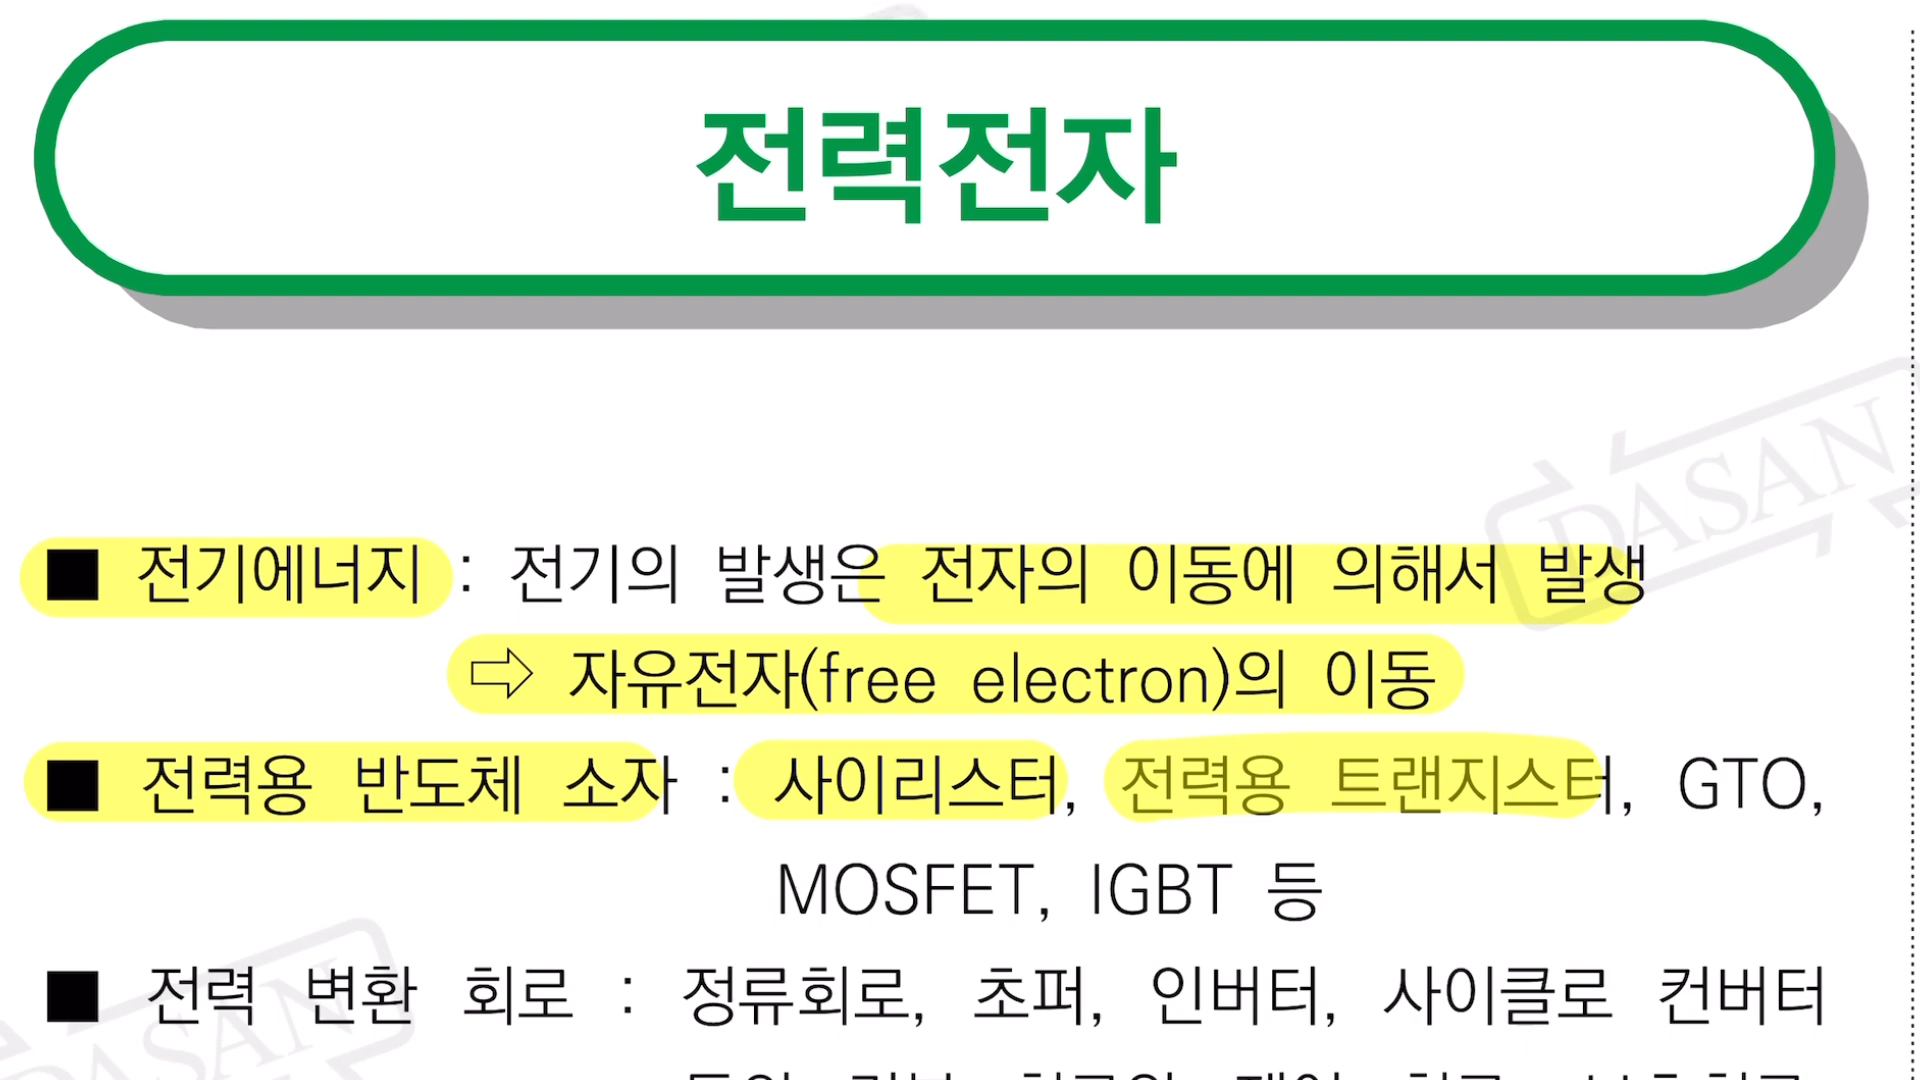 전력전자
■ 전기에너지 : 전기의 발생은 전자의 이동에 의해서 발생
⇨ 자유전자(free electron)의 이동
■ 전력용 반도체 소자 : 사이리스터, 전력용 트랜지스터, GTO,
MOSFET, IGBT 등
■ 전력 변환 회로 : 정류회로, 초퍼, 인버터, 사이클로 컨버터
DASAN
DASAN